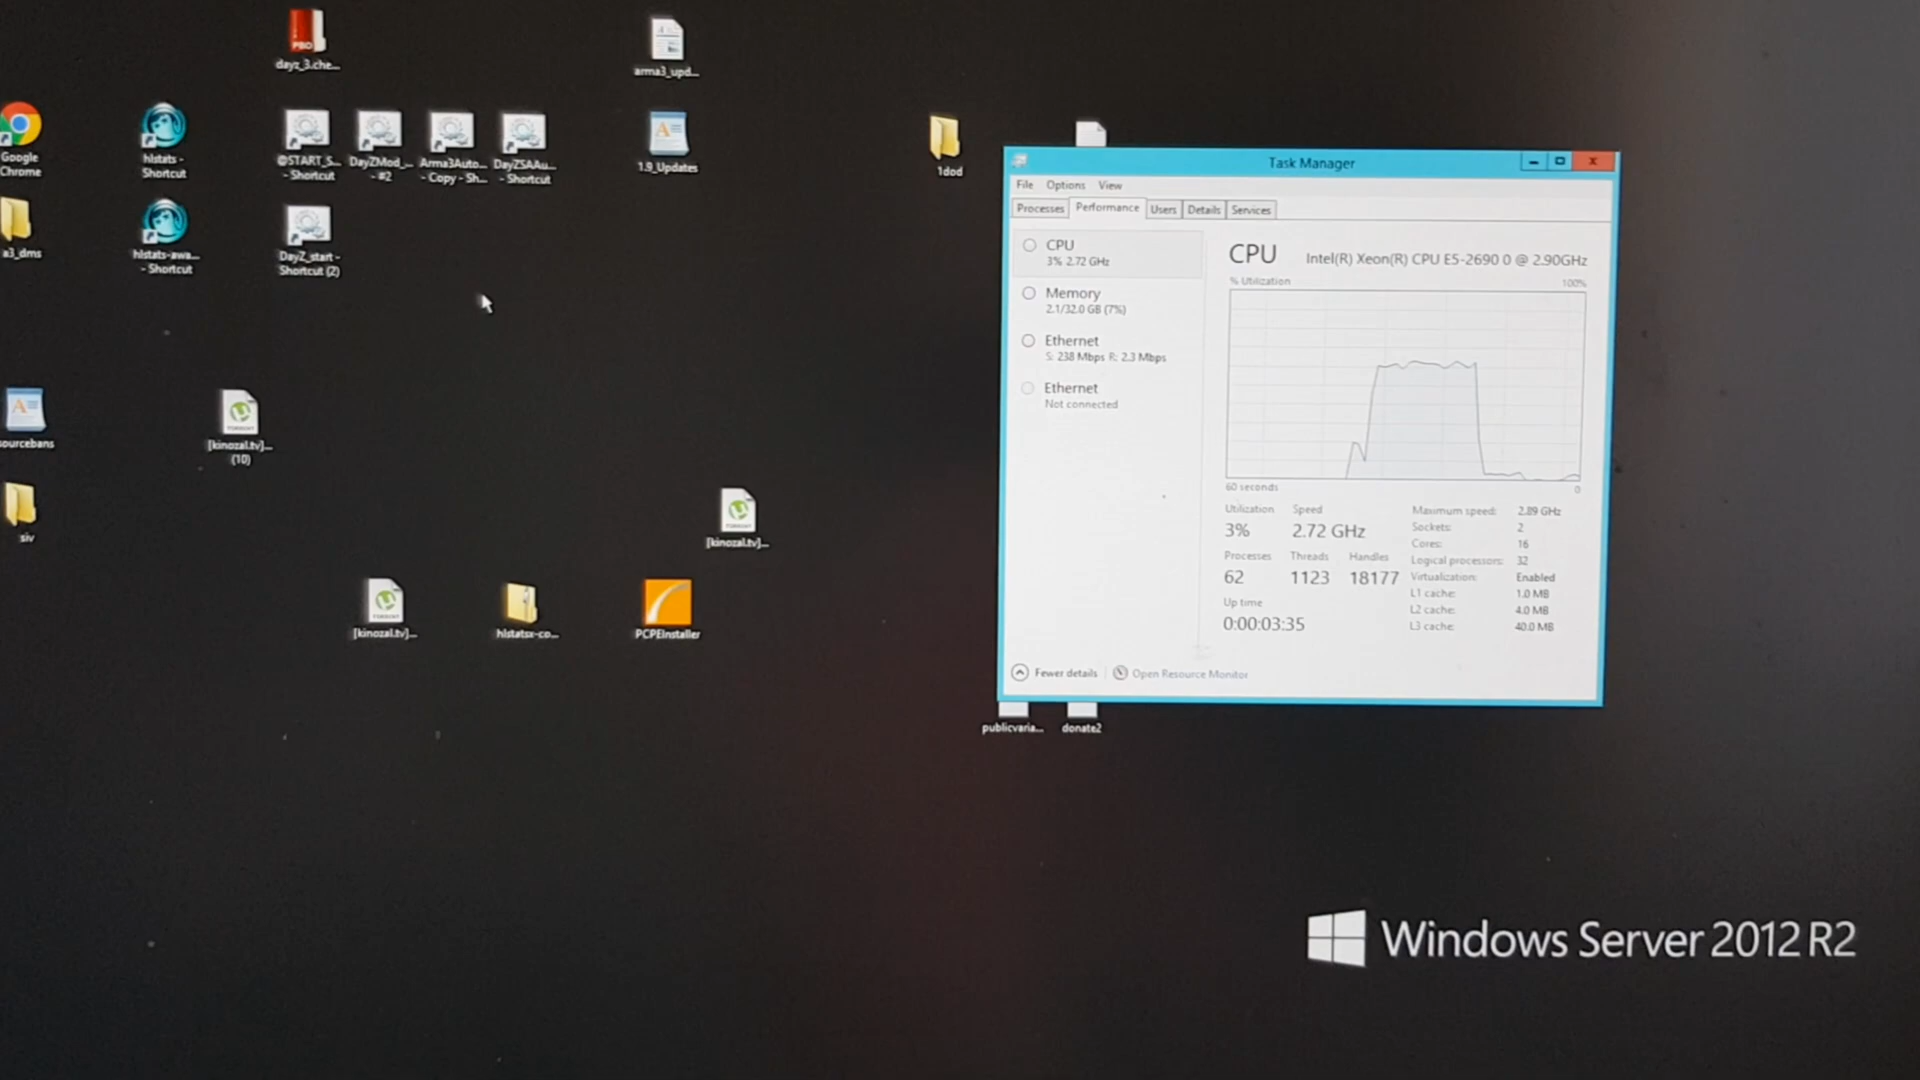 PBO
dayz_3.che...
arma3_upd...
Google
Chrome
hlstats -
Shortcut
@START_S...
- Shortcut
DayZMod_...
- #2
Arma3Auto...
- Copy - Sh...
DayZSAAu...
- Shortcut
1.9_Updates
1dod
a3_dms
hlstats-awa...
- Shortcut
DayZ_start -
Shortcut (2)
sourcebans
[kinozal.tv]...
(10)
siv
[kinozal.tv]...
[kinozal.tv]...
hlstatsx-co...
PCPEInstaller
publicvaria...
donate2
Task Manager
File Options View
Processes Performance Users Details Services
CPU
3% 2.72 GHz
Memory
2.1/32.0 GB (7%)
Ethernet
S: 238 Mbps R: 2.3 Mbps
Ethernet
Not connected
CPU Intel(R) Xeon(R) CPU E5-2690 0 @ 2.90GHz
% Utilization 100%
60 seconds 0
Utilization Speed
3% 2.72 GHz
Processes Threads Handles
62 1123 18177
Up time
0:00:03:35
Maximum speed: 2.89 GHz
Sockets: 2
Cores: 16
Logical processors: 32
Virtualization: Enabled
L1 cache: 1.0 MB
L2 cache: 4.0 MB
L3 cache: 40.0 MB
Fewer details Open Resource Monitor
Windows Server 2012 R2